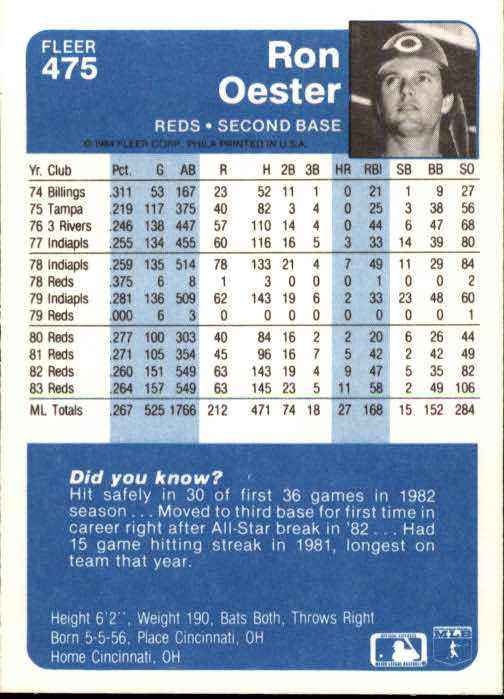 FLEER
475
Ron
Oester
REDS • SECOND BASE
© 1984 FLEER CORP. PHILA PRINTED IN U.S.A.
Yr. Club Pct. G AB R H 2B 3B HR RBI SB BB SO
74 Billings .311 53 167 23 52 11 1 0 21 1 9 27
75 Tampa .219 117 375 40 82 3 4 0 25 3 38 56
76 3 Rivers .246 138 447 57 110 14 4 0 44 6 47 68
77 Indiapls .255 134 455 60 116 16 5 3 33 14 39 80
78 Indiapls .259 135 514 78 133 21 4 7 49 11 29 84
78 Reds .375 6 8 1 3 0 0 0 1 0 0 2
79 Indiapls .281 136 509 62 143 19 6 2 33 23 48 60
79 Reds .000 6 3 0 0 0 0 0 0 0 0 1
80 Reds .277 100 303 40 84 16 2 2 20 6 26 44
81 Reds .271 105 354 45 96 16 7 5 42 2 42 49
82 Reds .260 151 549 63 143 19 4 9 47 5 35 82
83 Reds .264 157 549 63 145 23 5 11 58 2 49 106
ML Totals .267 525 1766 212 471 74 18 27 168 15 152 284
Did you know?
Hit safely in 30 of first 36 games in 1982
season . . . Moved to third base for first time in
career right after All-Star break in '82 . . . Had
15 game hitting streak in 1981, longest on
team that year.
Height 6'2'', Weight 190, Bats Both, Throws Right
Born 5-5-56, Place Cincinnati, OH
Home Cincinnati, OH
MLB